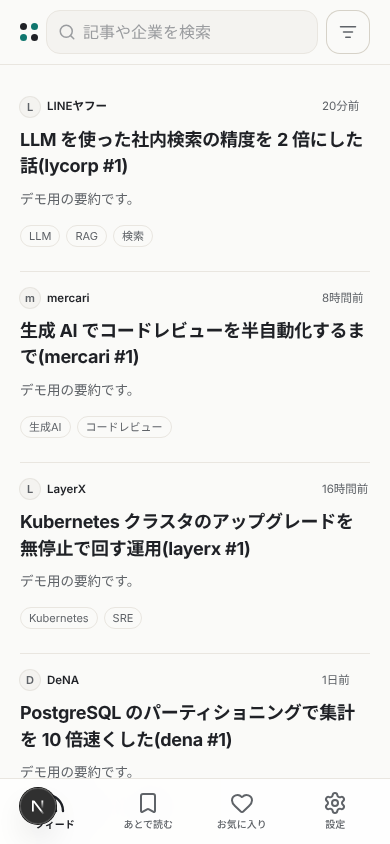 記事や企業を検索
L LINEヤフー 20分前
LLM を使った社内検索の精度を 2 倍にした
話(lycorp #1)
デモ用の要約です。
LLM RAG 検索
m mercari 8時間前
生成 AI でコードレビューを半自動化するま
で(mercari #1)
デモ用の要約です。
生成AI コードレビュー
L LayerX 16時間前
Kubernetes クラスタのアップグレードを
無停止で回す運用(layerx #1)
デモ用の要約です。
Kubernetes SRE
D DeNA 1日前
PostgreSQL のパーティショニングで集計
を 10 倍速くした(dena #1)
デモ用の要約です。
N
フィード あとで読む お気に入り 設定